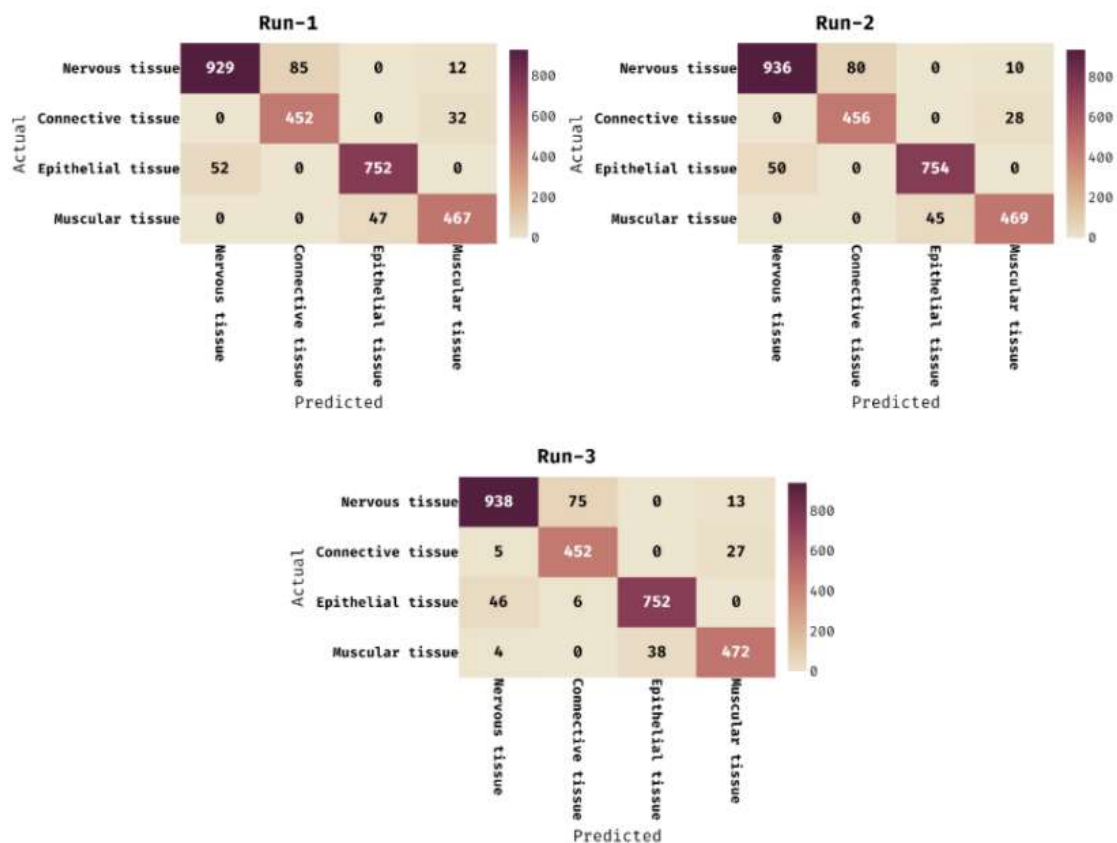 Run-1
Actual
Nervous tissue 929 85 0 12
Connective tissue 0 452 0 32
Epithelial tissue 52 0 752 0
Muscular tissue 0 0 47 467
800
600
400
200
0
Nervous tissue
Connective tissue
Epithelial tissue
Muscular tissue
Predicted
Run-2
Actual
Nervous tissue 936 80 0 10
Connective tissue 0 456 0 28
Epithelial tissue 50 0 754 0
Muscular tissue 0 0 45 469
800
600
400
200
0
Nervous tissue
Connective tissue
Epithelial tissue
Muscular tissue
Predicted
Run-3
Actual
Nervous tissue 938 75 0 13
Connective tissue 5 452 0 27
Epithelial tissue 46 6 752 0
Muscular tissue 4 0 38 472
800
600
400
200
0
Nervous tissue
Connective tissue
Epithelial tissue
Muscular tissue
Predicted